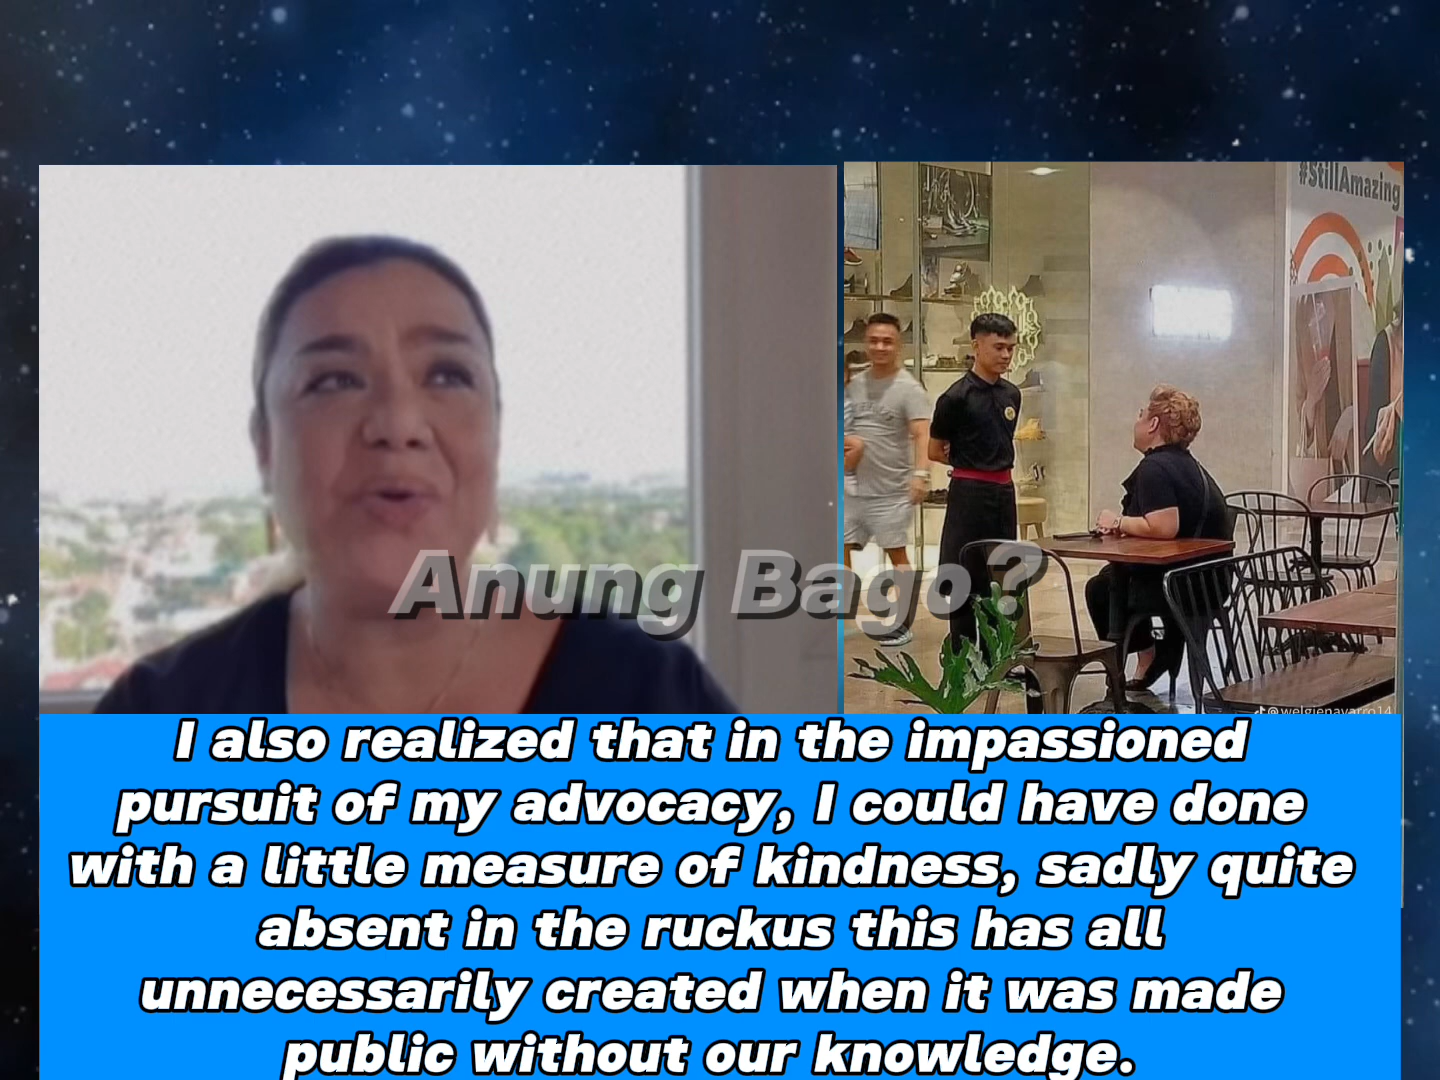 #StillAmazing
Anung Bago?
@welgienavarro14
I also realized that in the impassioned
pursuit of my advocacy, I could have done
with a little measure of kindness, sadly quite
absent in the ruckus this has all
unnecessarily created when it was made
public without our knowledge.